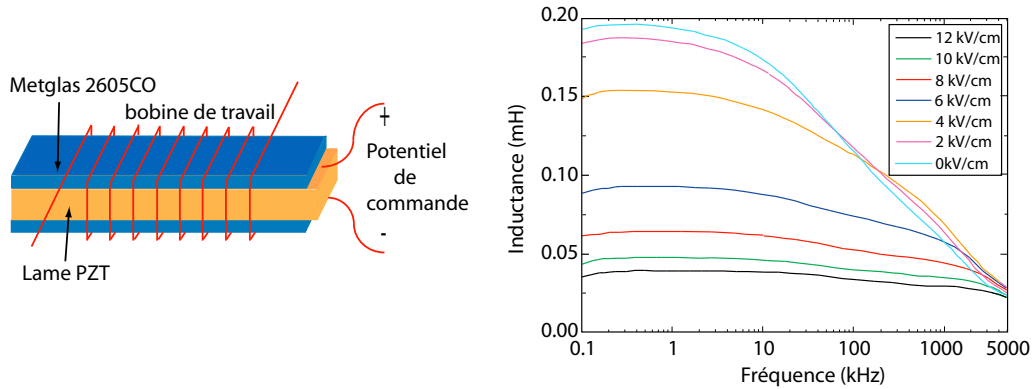 Metglas 2605CO
bobine de travail
+
Potentiel
de
commande
-
Lame PZT
Inductance (mH)
0.20
0.15
0.10
0.05
0.00
0.1
1
10
100
1000
5000
Fréquence (kHz)
12 kV/cm
10 kV/cm
8 kV/cm
6 kV/cm
4 kV/cm
2 kV/cm
0kV/cm